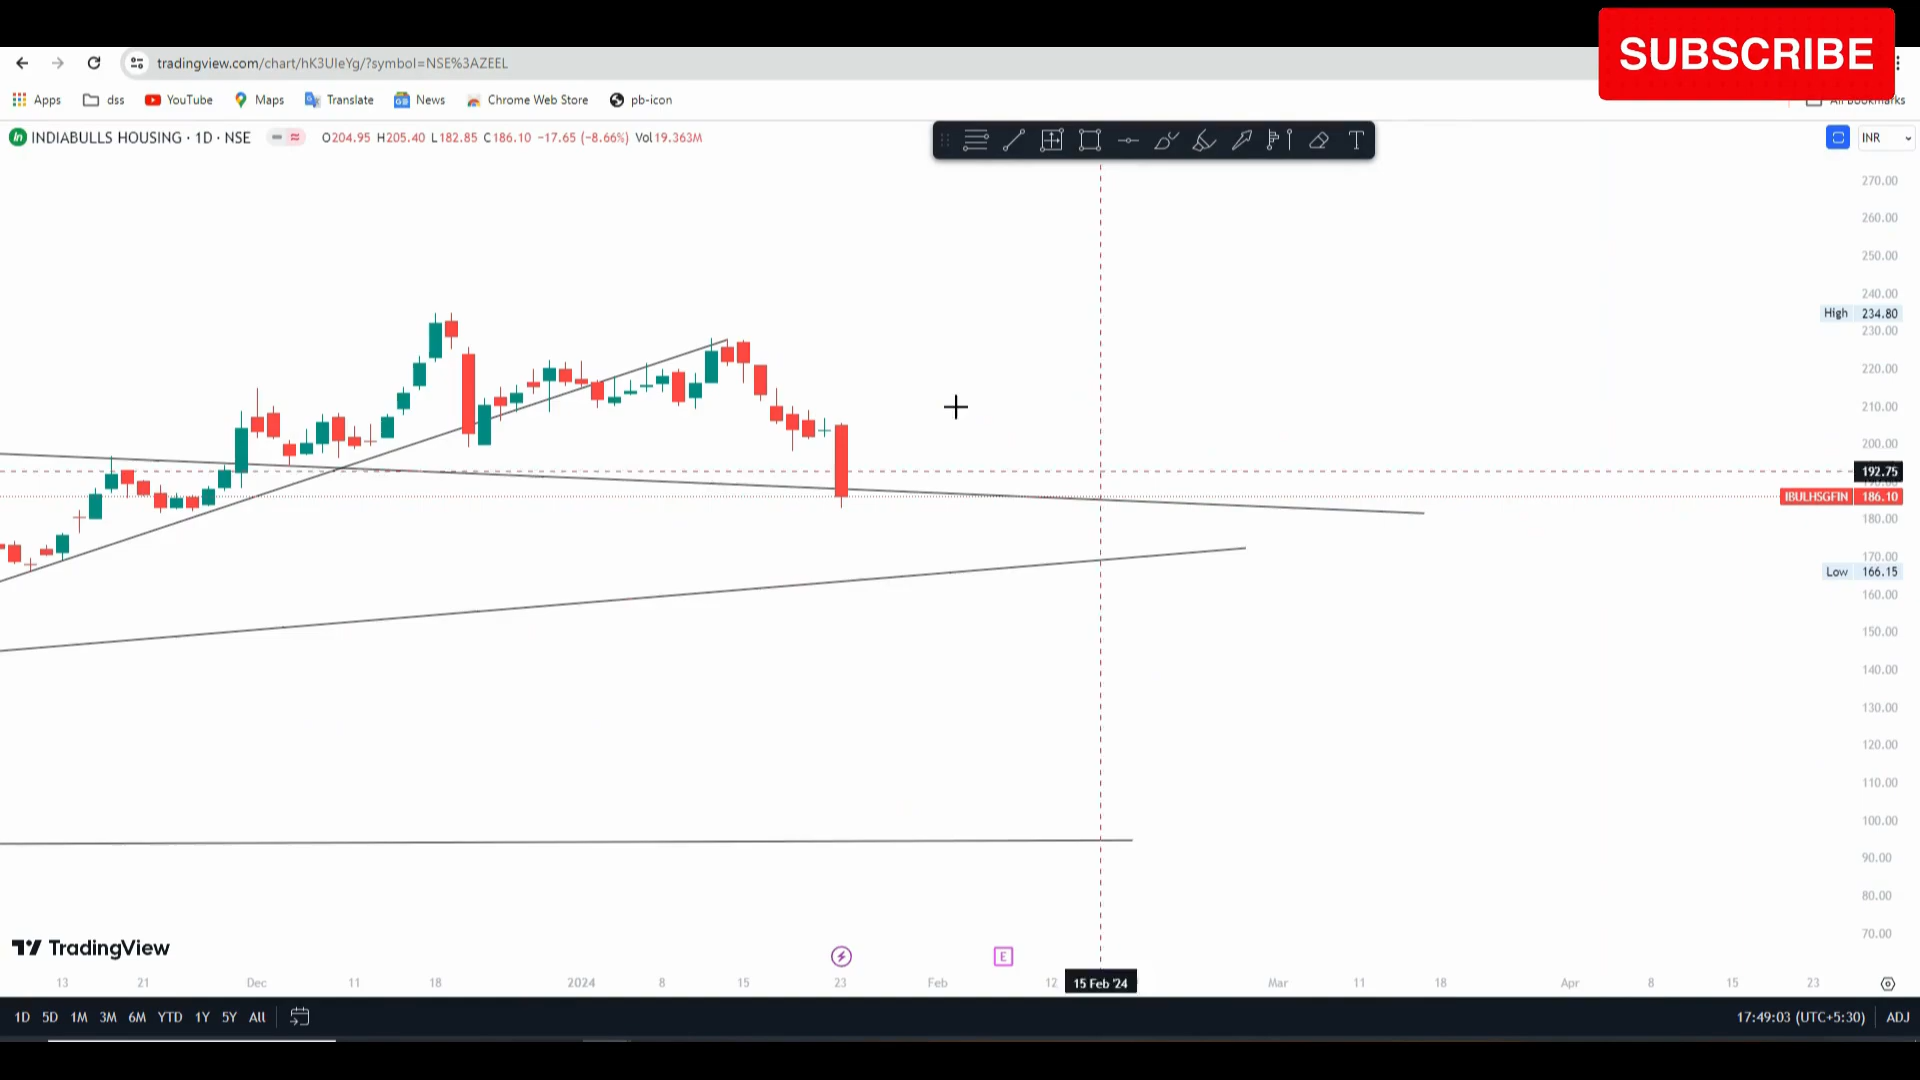 SUBSCRIBE
tradingview.com/chart/hK3UIeYg/?symbol=NSE%3AZEEL
Apps dss YouTube Maps Translate News Chrome Web Store pb-icon All Bookmarks
INDIABULLS HOUSING · 1D · NSE O204.95 H205.40 L182.85 C186.10 −17.65 (−8.66%) Vol19.363M
T
INR
270.00
260.00
250.00
240.00
High 234.80
230.00
220.00
210.00
200.00
192.75
190.00
IBULHSGFIN 186.10
180.00
170.00
Low 166.15
160.00
150.00
140.00
130.00
120.00
110.00
100.00
90.00
80.00
70.00
TradingView
E
13 21 Dec 11 18 2024 8 15 23 Feb 12 15 Feb '24 Mar 11 18 Apr 8 15 23
1D 5D 1M 3M 6M YTD 1Y 5Y All 17:49:03 (UTC+5:30) ADJ